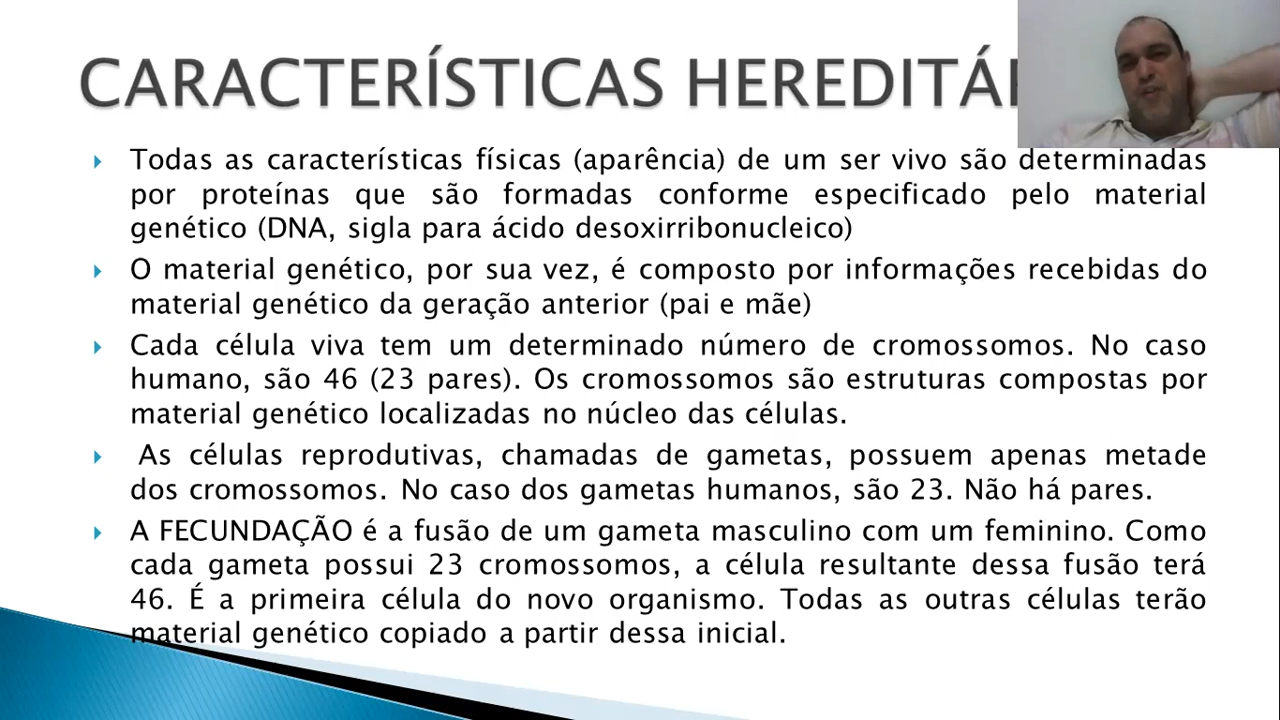 CARACTERÍSTICAS
Todas as características físicas (aparência) de um ser vivo são determinadas
por proteínas que são formadas conforme especificado pelo material
genético (DNA, sigla para ácido desoxirribonucleico)
O material genético, por sua vez, é composto por informações recebidas do
material genético da geração anterior (pai e mãe)
Cada célula viva tem um determinado número de cromossomos. No caso
humano, são 46 (23 pares). Os cromossomos são estruturas compostas por
material genético localizadas no núcleo das células.
As células reprodutivas, chamadas de gametas, possuem apenas metade
dos cromossomos. No caso dos gametas humanos, são 23. Não há pares.
A FECUNDAÇÃO é a fusão de um gameta masculino com um feminino. Como
cada gameta possui 23 cromossomos, a célula resultante dessa fusão terá
46. É a primeira célula do novo organismo. Todas as outras células terão
material genético copiado a partir dessa inicial.